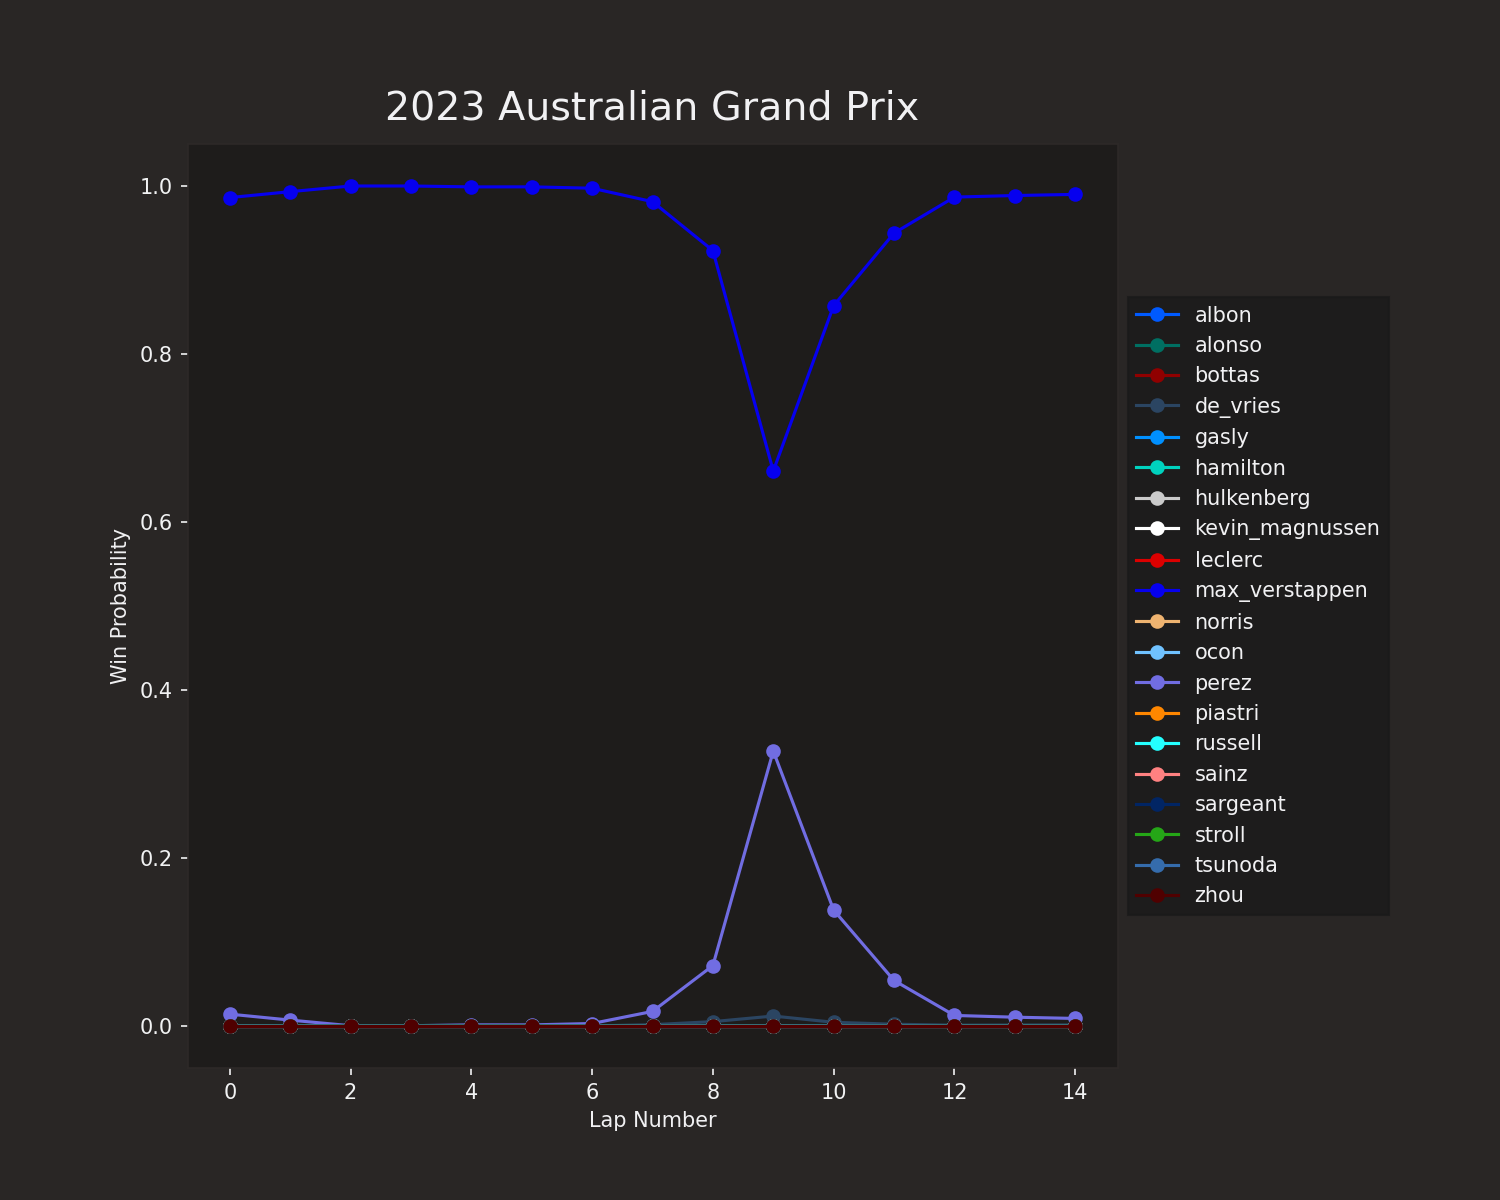 2023 Australian Grand Prix
1.0
0.8
0.6
0.4
0.2
0.0
Win Probability
0 2 4 6 8 10 12 14
Lap Number
albon
alonso
bottas
de_vries
gasly
hamilton
hulkenberg
kevin_magnussen
leclerc
max_verstappen
norris
ocon
perez
piastri
russell
sainz
sargeant
stroll
tsunoda
zhou